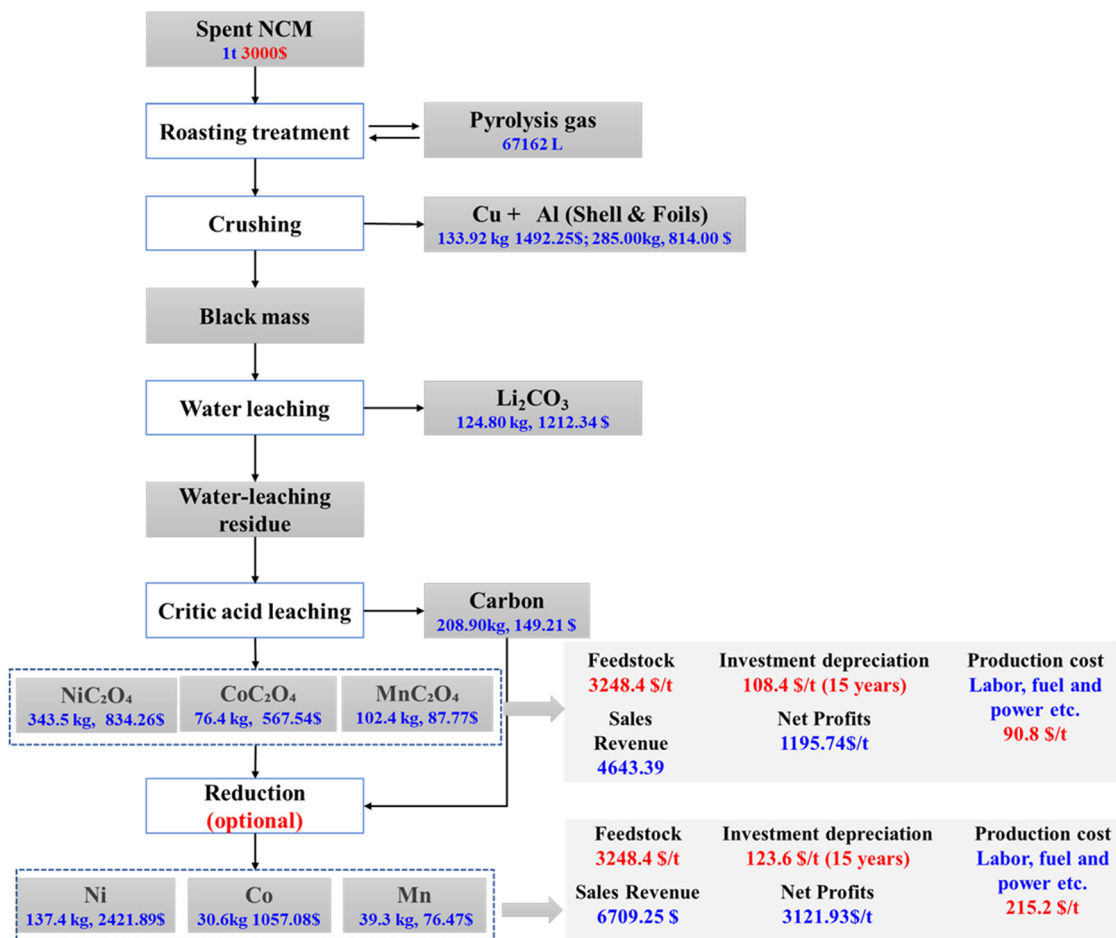 Spent NCM
1t 3000$
Roasting treatment
Pyrolysis gas
67162 L
Crushing
Cu + Al (Shell & Foils)
133.92 kg 1492.25$; 285.00kg, 814.00 $
Black mass
Water leaching
Li₂CO₃
124.80 kg, 1212.34 $
Water-leaching
residue
Critic acid leaching
Carbon
208.90kg, 149.21 $
NiC₂O₄
343.5 kg, 834.26$
CoC₂O₄
76.4 kg, 567.54$
MnC₂O₄
102.4 kg, 87.77$
Feedstock
3248.4 $/t
Investment depreciation
108.4 $/t (15 years)
Production cost
Labor, fuel and
power etc.
90.8 $/t
Sales
Revenue
4643.39
Net Profits
1195.74$/t
Reduction
(optional)
Ni
137.4 kg, 2421.89$
Co
30.6kg 1057.08$
Mn
39.3 kg, 76.47$
Feedstock
3248.4 $/t
Investment depreciation
123.6 $/t (15 years)
Production cost
Labor, fuel and
power etc.
215.2 $/t
Sales Revenue
6709.25 $
Net Profits
3121.93$/t